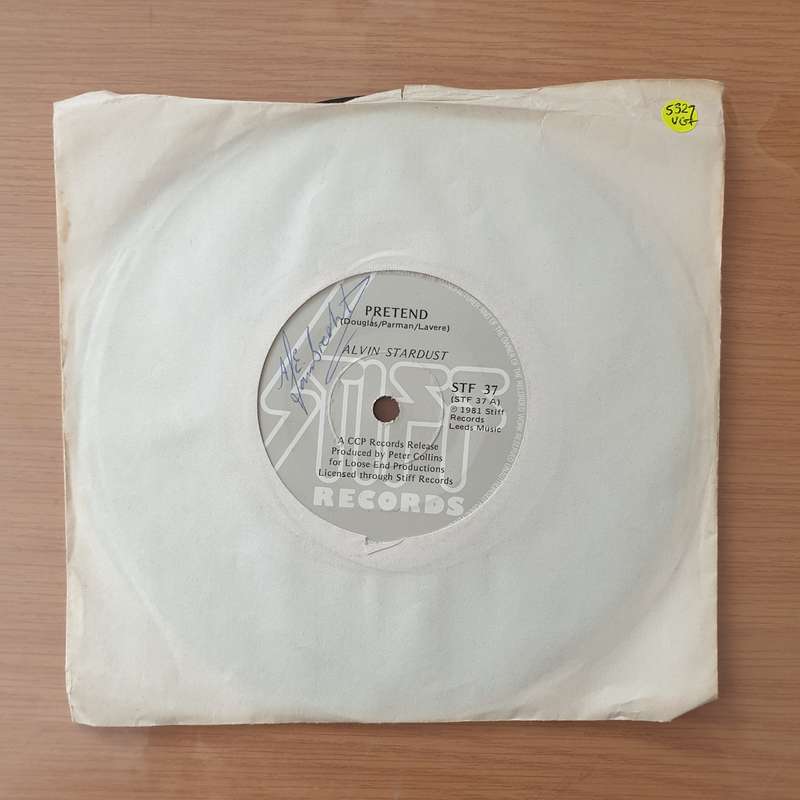 5327
VG+
PRETEND
(Douglas/Parman/Lavere)
ALVIN STARDUST
STIFF
RECORDS
STF 37
(STF 37 A)
℗ 1981 Stiff
Records
Leeds Music
A CCP Records Release
Produced by Peter Collins
for Loose End Productions
Licensed through Stiff Records